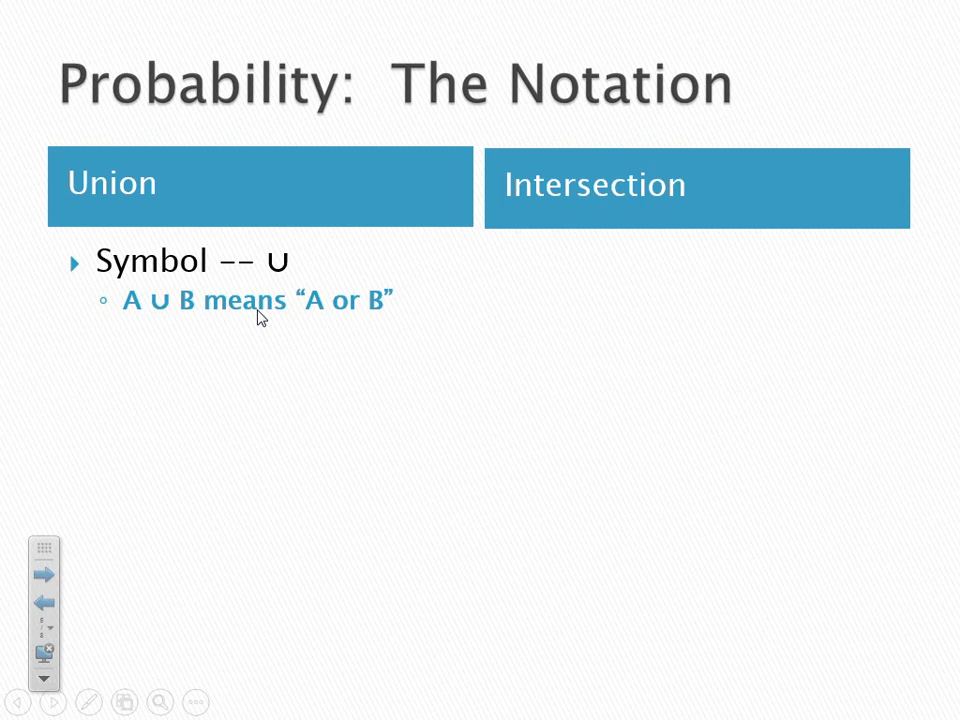 Probability:  The Notation
Union
Intersection
Symbol -- ∪
A ∪ B means “A or B”